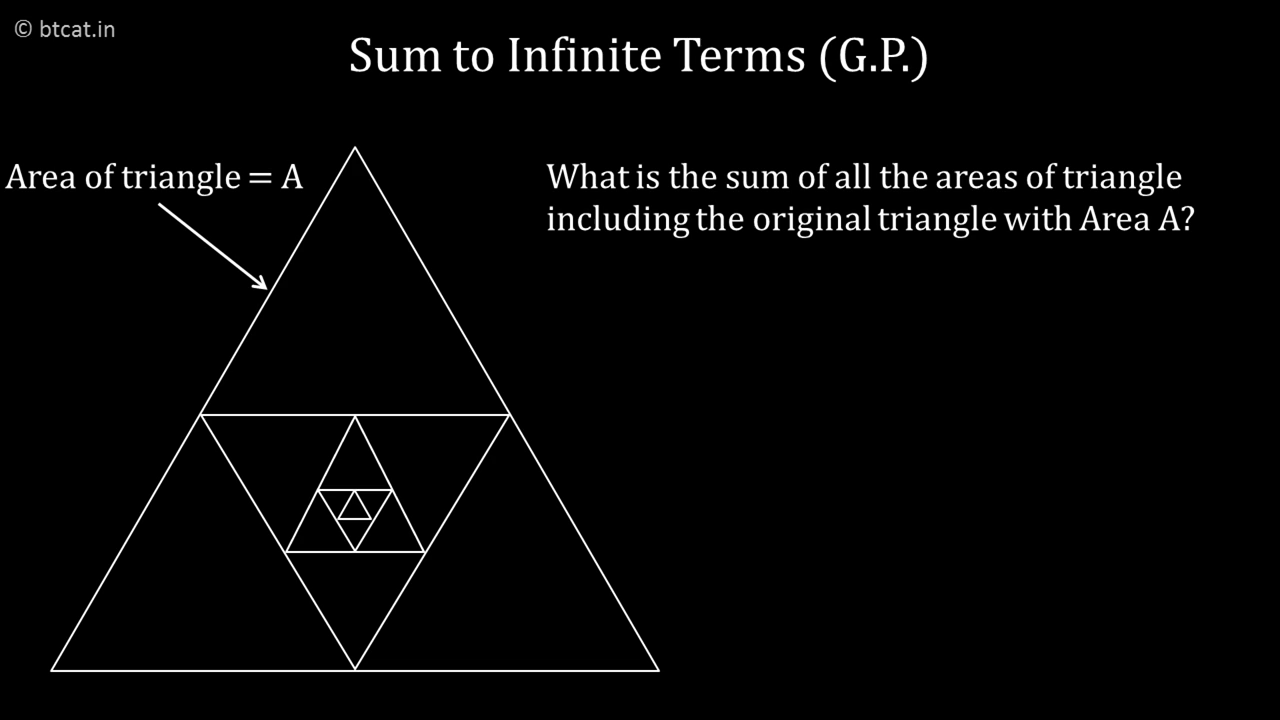 © btcat.in
Sum to Infinite Terms (G.P.)
Area of triangle = A
What is the sum of all the areas of triangle
including the original triangle with Area A?